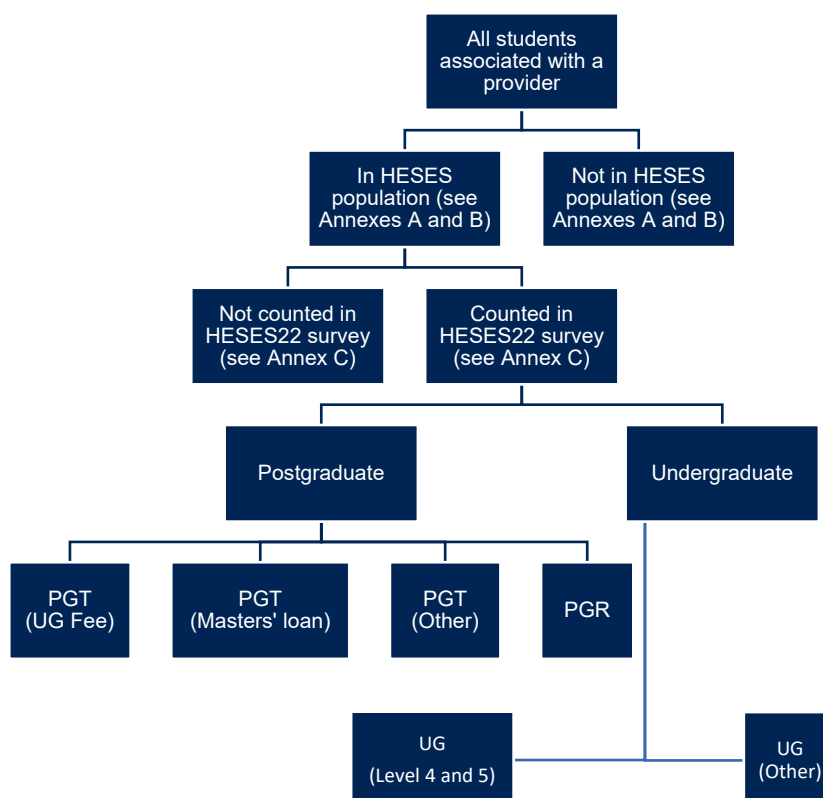 All students
associated with a
provider
In HESES
population (see
Annexes A and B)
Not in HESES
population (see
Annexes A and B)
Not counted in
HESES22 survey
(see Annex C)
Counted in
HESES22 survey
(see Annex C)
Postgraduate
Undergraduate
PGT
(UG Fee)
PGT
(Masters' loan)
PGT
(Other)
PGR
UG
(Level 4 and 5)
UG
(Other)